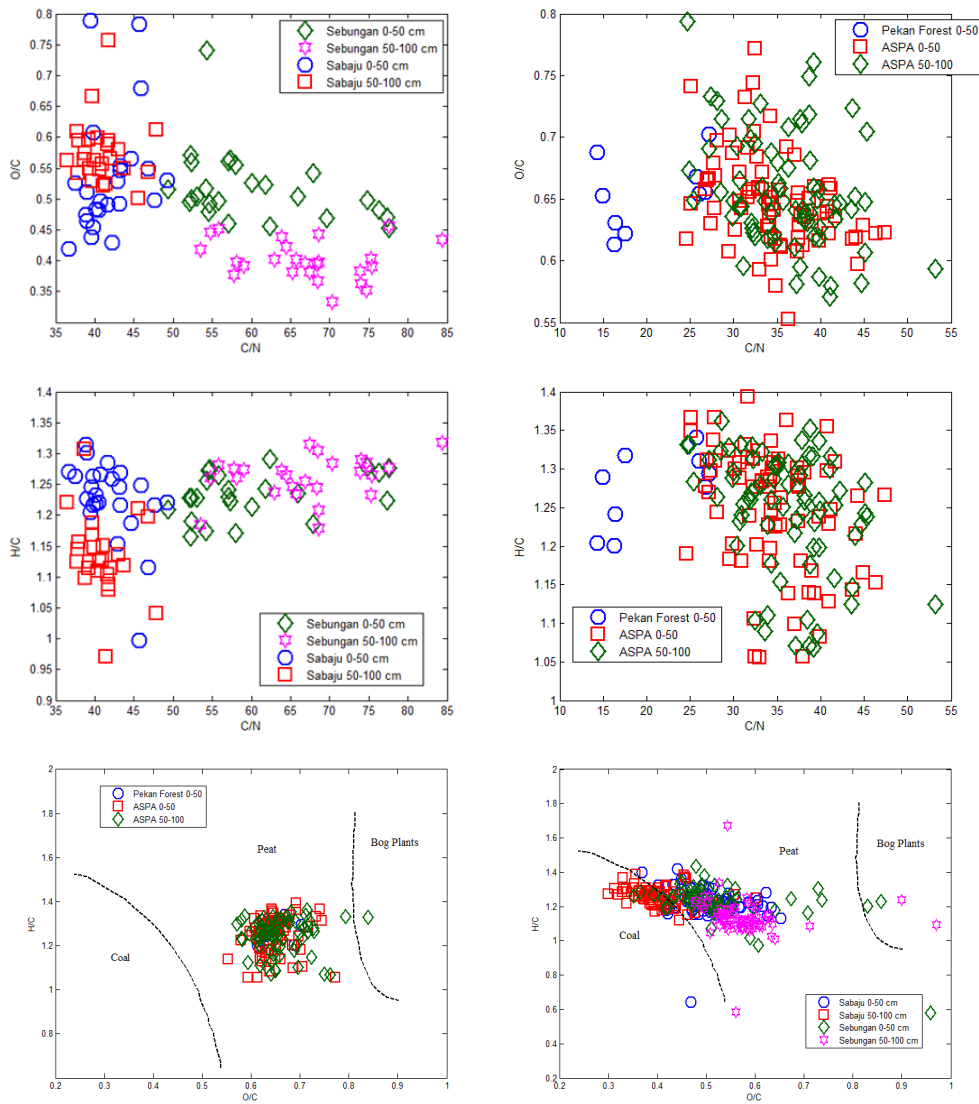 0.8
0.75
0.7
0.65
0.6
0.55
0.5
0.45
0.4
0.35
O/C
36
40
45
50
55
60
65
70
75
80
85
C/N
Sebungan 0-50 cm
Sebungan 50-100 cm
Sabaju 0-50 cm
Sabaju 50-100 cm
0.8
0.75
0.7
0.65
0.6
0.55
O/C
10
15
20
25
30
35
40
45
50
55
C/N
Pekan Forest 0-50
ASPA 0-50
ASPA 50-100
1.4
1.35
1.3
1.25
1.2
1.15
1.1
1.05
1
0.95
0.9
H/C
35
40
45
50
55
60
65
70
75
80
85
C/N
Sebungan 0-50 cm
Sebungan 50-100 cm
Sabaju 0-50 cm
Sabaju 50-100 cm
1.4
1.35
1.3
1.25
1.2
1.15
1.1
1.05
1
H/C
10
15
20
25
30
35
40
45
50
55
C/N
Pekan Forest 0-50
ASPA 0-50
ASPA 50-100
2
1.8
1.6
1.4
1.2
1
0.8
0.6
0.4
0.2
H/C
0.2
0.3
0.4
0.5
0.6
0.7
0.8
0.9
1
O/C
Pekan Forest 0-50
ASPA 0-50
ASPA 50-100
Peat
Bog Plants
Coal
2
1.8
1.6
1.4
1.2
1
0.8
0.6
0.4
0.2
H/C
0.2
0.3
0.4
0.5
0.6
0.7
0.8
0.9
1
O/C
Peat
Bog Plants
Coal
Sabaju 0-50 cm
Sabaju 50-100 cm
Sebungan 0-50 cm
Sebungan 50-100 cm